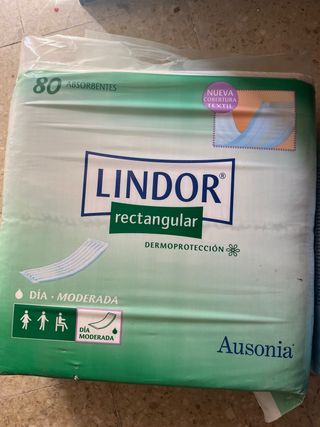 80 ABSORBENTES
NUEVA
COBERTURA
TEXTIL
LINDOR®
rectangular
DERMOPROTECCIÓN
DÍA · MODERADA
DÍA
MODERADA
Ausonia